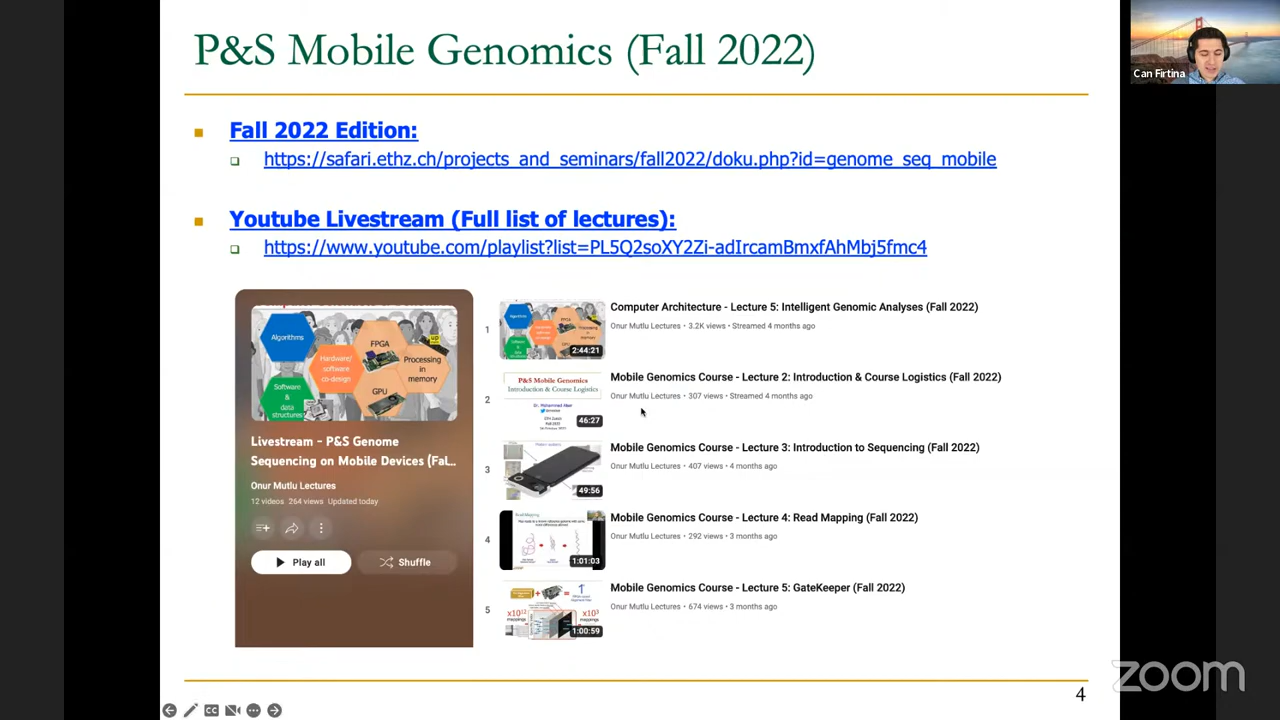 P&S Mobile Genomics (Fall 2022)
Can Firtina
Fall 2022 Edition:
https://safari.ethz.ch/projects_and_seminars/fall2022/doku.php?id=genome_seq_mobile
Youtube Livestream (Full list of lectures):
https://www.youtube.com/playlist?list=PL5Q2soXY2Zi-adIrcamBmxfAhMbj5fmc4
Algorithms
Hardware/
software
co-design
FPGA
Processing
in
memory
GPU
Software
&
data
structures
Livestream - P&S Genome
Sequencing on Mobile Devices (Fal...
Onur Mutlu Lectures
12 videos 264 views Updated today
Play all
Shuffle
1
2:44:21
Computer Architecture - Lecture 5: Intelligent Genomic Analyses (Fall 2022)
Onur Mutlu Lectures • 3.2K views • Streamed 4 months ago
2
P&S Mobile Genomics
Introduction & Course Logistics
46:27
Mobile Genomics Course - Lecture 2: Introduction & Course Logistics (Fall 2022)
Onur Mutlu Lectures • 307 views • Streamed 4 months ago
3
49:56
Mobile Genomics Course - Lecture 3: Introduction to Sequencing (Fall 2022)
Onur Mutlu Lectures • 407 views • 4 months ago
4
Read Mapping
1:01:03
Mobile Genomics Course - Lecture 4: Read Mapping (Fall 2022)
Onur Mutlu Lectures • 292 views • 3 months ago
5
x10¹²
mappings
x10³
mappings
1:00:59
Mobile Genomics Course - Lecture 5: GateKeeper (Fall 2022)
Onur Mutlu Lectures • 674 views • 3 months ago
4
zoom
CC